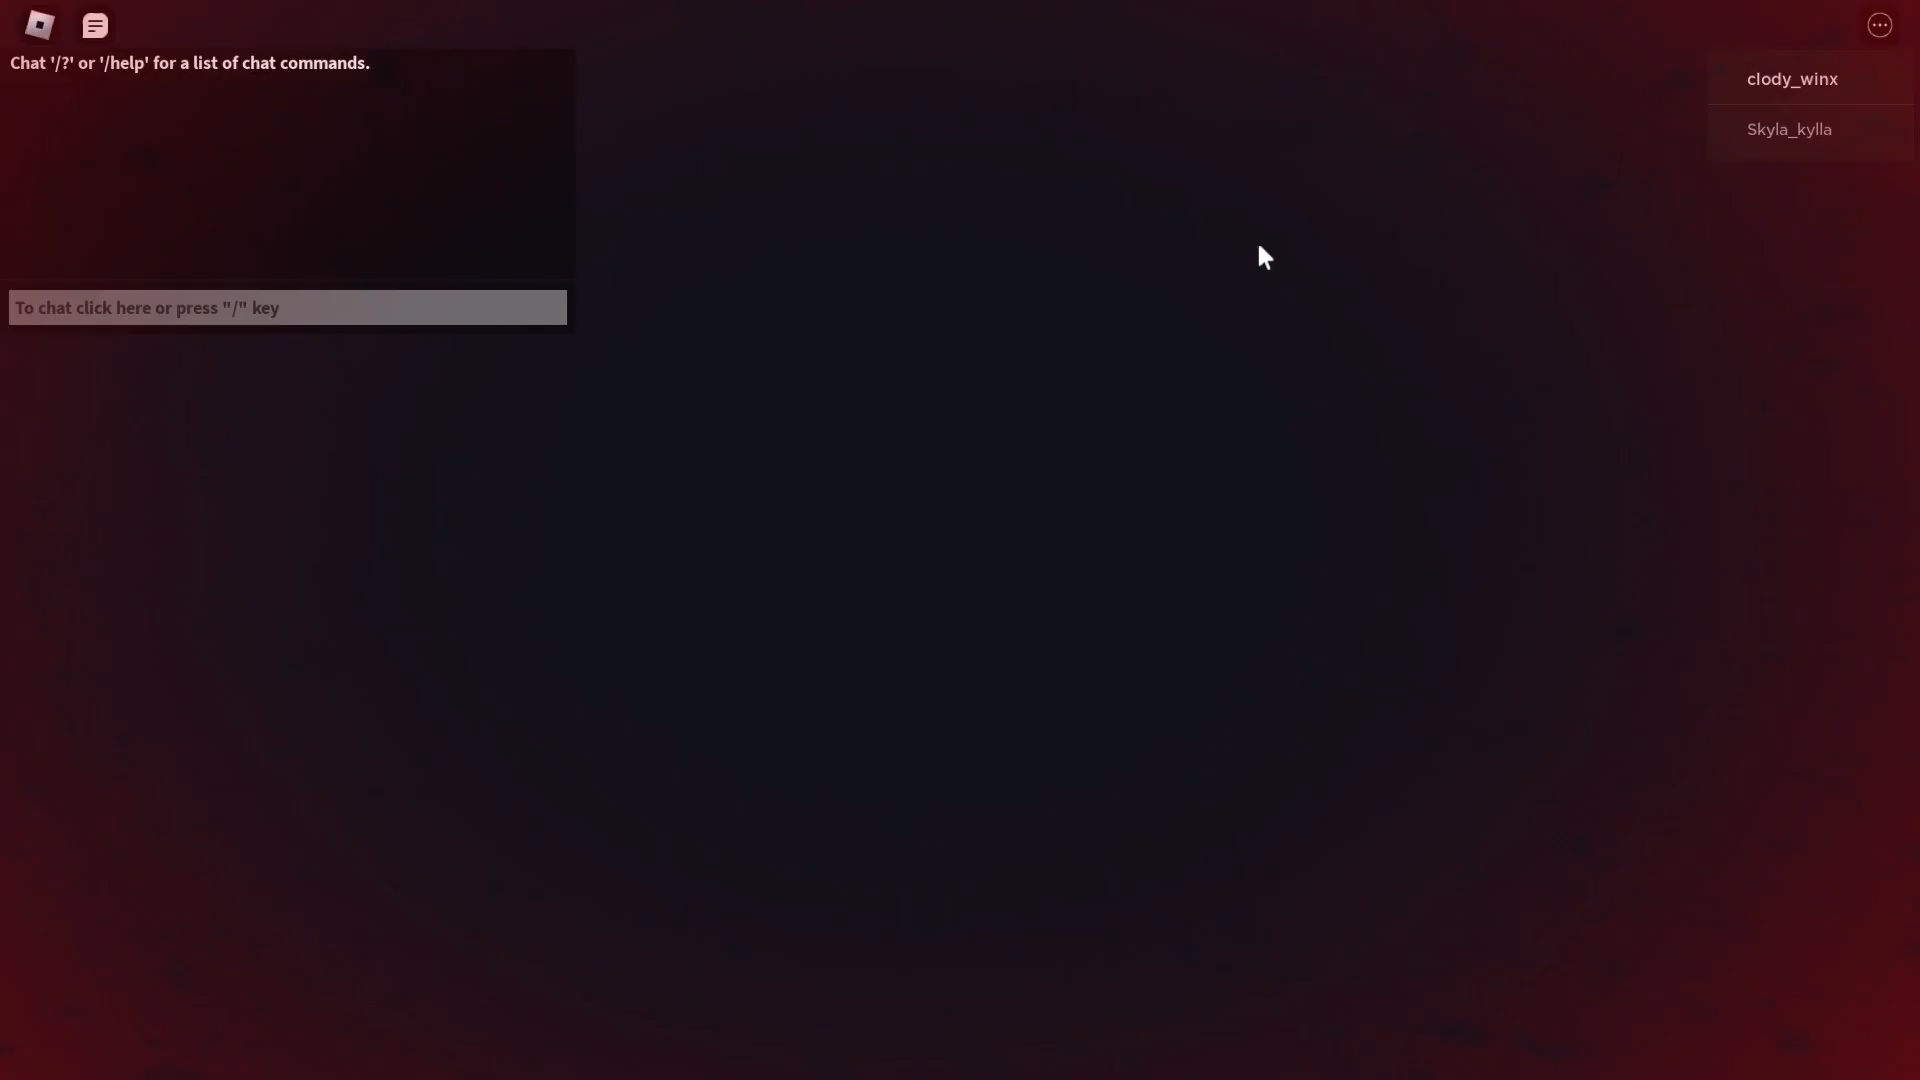 Chat '/?' or '/help' for a list of chat commands.
clody_winx
Skyla_kylla
To chat click here or press "/" key